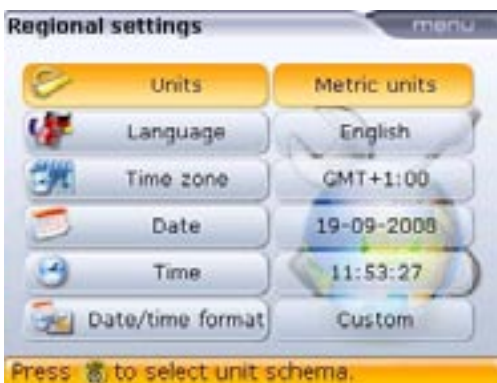 Regional settings menu
Units Metric units
Language English
Time zone GMT+1:00
Date 19-09-2008
Time 11:53:27
Date/time format Custom
Press to select unit schema.